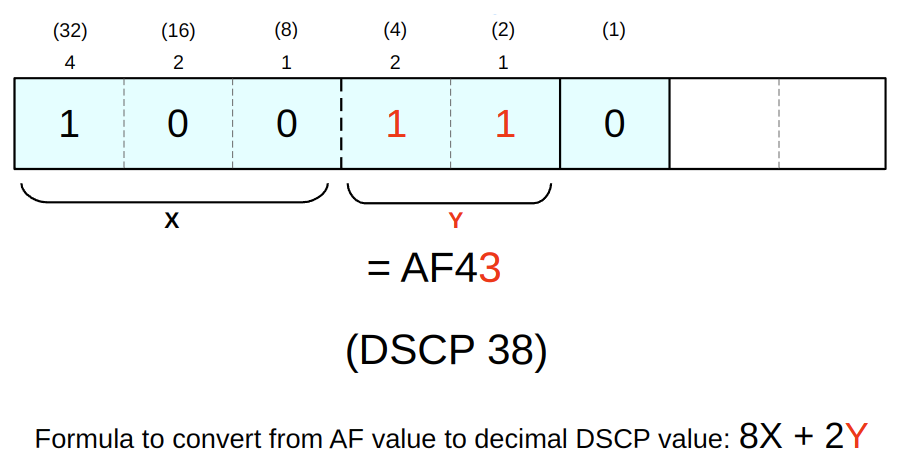 (32) (16) (8) (4) (2) (1)
4 2 1 2 1
1 0 0 1 1 0
X Y
= AF43
(DSCP 38)
Formula to convert from AF value to decimal DSCP value: 8X + 2Y